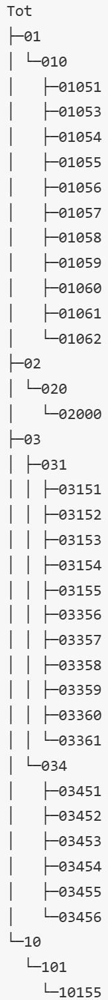 Tot
├─01
│ └─010
│   ├─01051
│   ├─01053
│   ├─01054
│   ├─01055
│   ├─01056
│   ├─01057
│   ├─01058
│   ├─01059
│   ├─01060
│   ├─01061
│   └─01062
├─02
│ └─020
│   └─02000
├─03
│ ├─031
│ │ ├─03151
│ │ ├─03152
│ │ ├─03153
│ │ ├─03154
│ │ ├─03155
│ │ ├─03356
│ │ ├─03357
│ │ ├─03358
│ │ ├─03359
│ │ ├─03360
│ │ └─03361
│ └─034
│   ├─03451
│   ├─03452
│   ├─03453
│   ├─03454
│   ├─03455
│   └─03456
└─10
  └─101
    └─10155